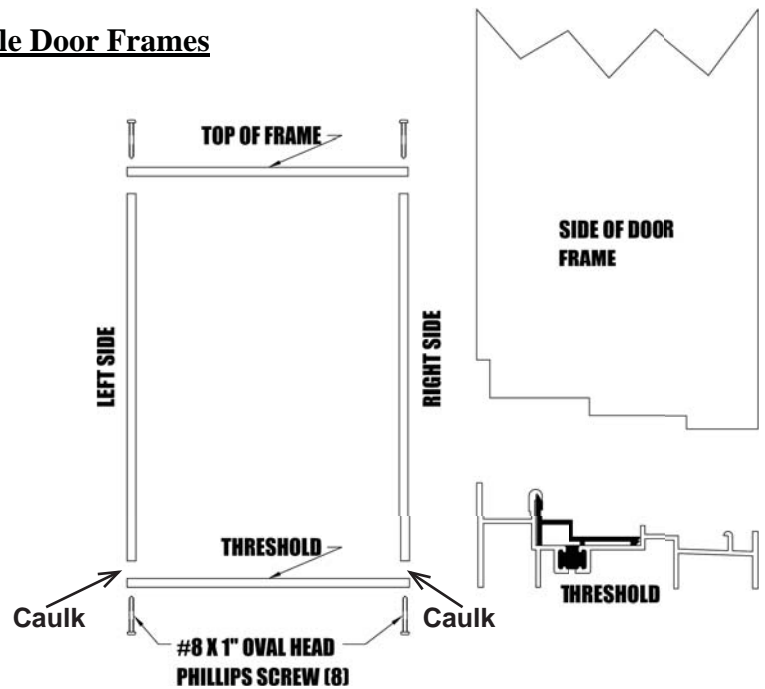 le Door Frames
TOP OF FRAME
SIDE OF DOOR
FRAME
LEFT SIDE
RIGHT SIDE
THRESHOLD
THRESHOLD
Caulk
Caulk
#8 X 1" OVAL HEAD
PHILLIPS SCREW (8)